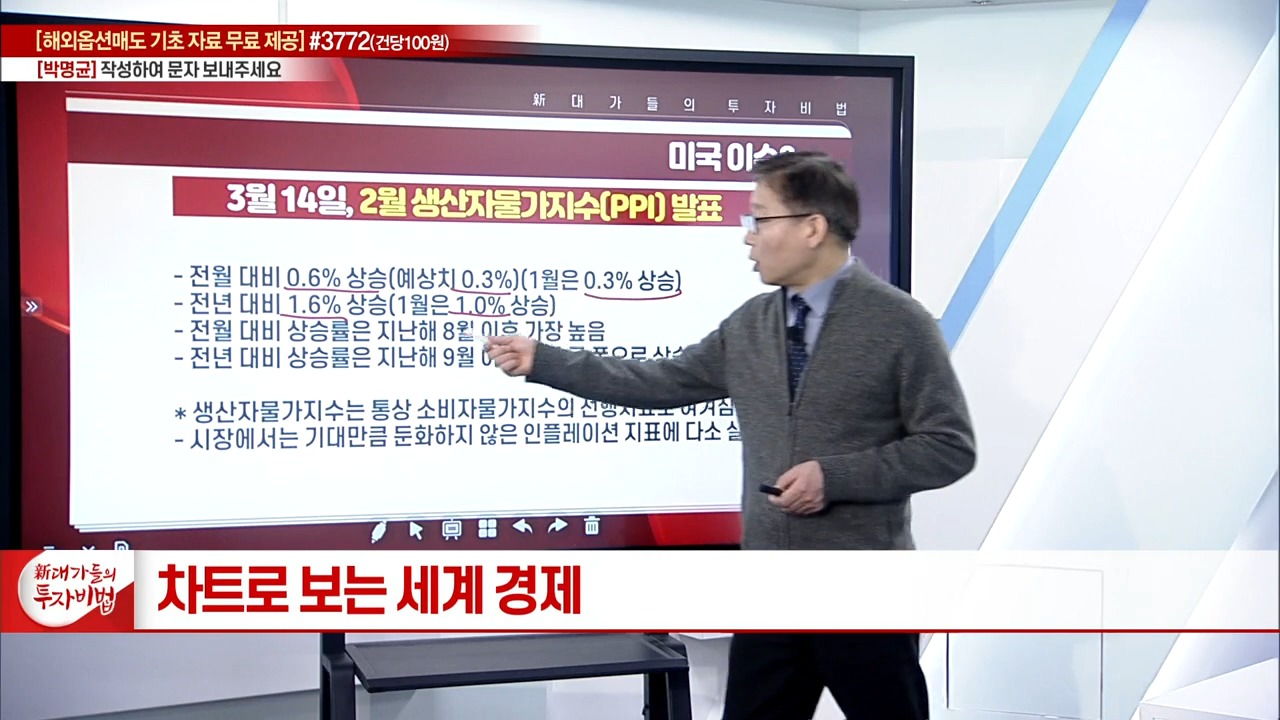 [해외옵션매도 기초 자료 무료 제공] #3772(건당100원)
[박명균] 작성하여 문자 보내주세요
新 대 가 들 의 투 자 비 법
미국 이슈
3월 14일, 2월 생산자물가지수(PPI) 발표
- 전월 대비 0.6% 상승(예상치 0.3%)(1월은 0.3% 상승)
- 전년 대비 1.6% 상승(1월은 1.0% 상승)
- 전월 대비 상승률은 지난해 8월 이후 가장 높음
- 전년 대비 상승률은 지난해 9월 폭으로
* 생산자물가지수는 통상 소비자물가지수의 선행지표로 여겨짐
- 시장에서는 기대만큼 둔화하지 않은 인플레이션 지표에 다소
新대가들의
투자비법
차트로 보는 세계 경제